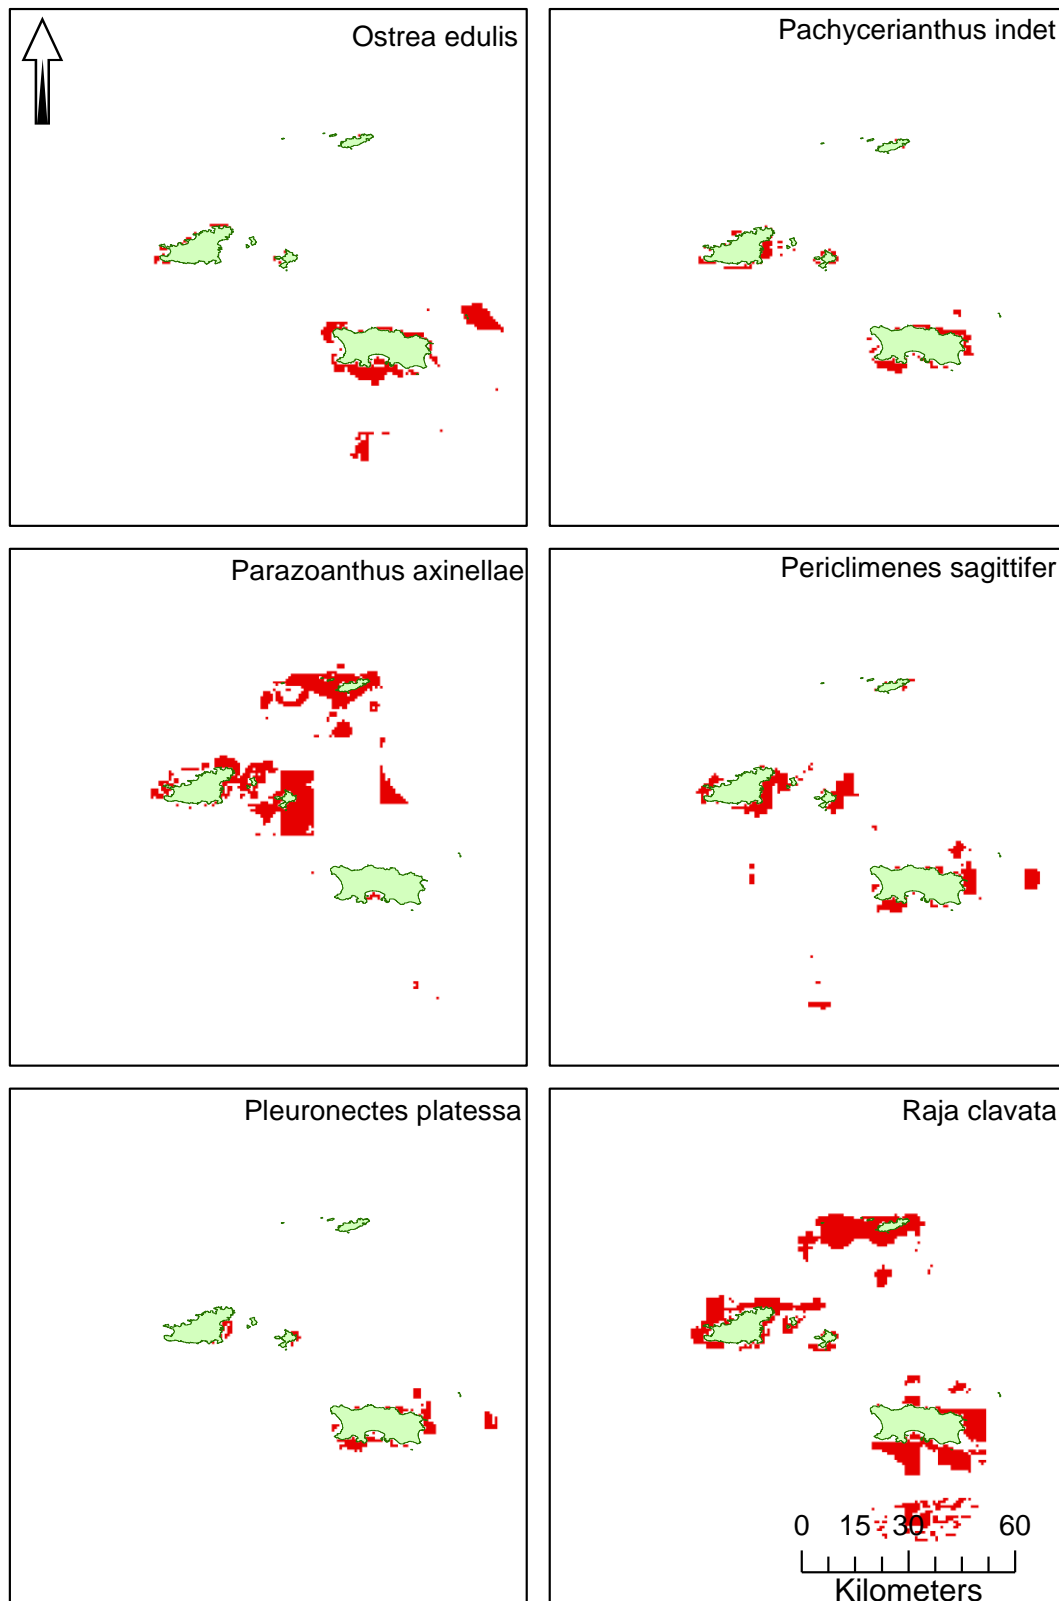 Ostrea edulis
Pachycerianthus indet
Parazoanthus axinellae
Periclimenes sagittifer
Pleuronectes platessa
Raja clavata
0 15 30 60
Kilometers